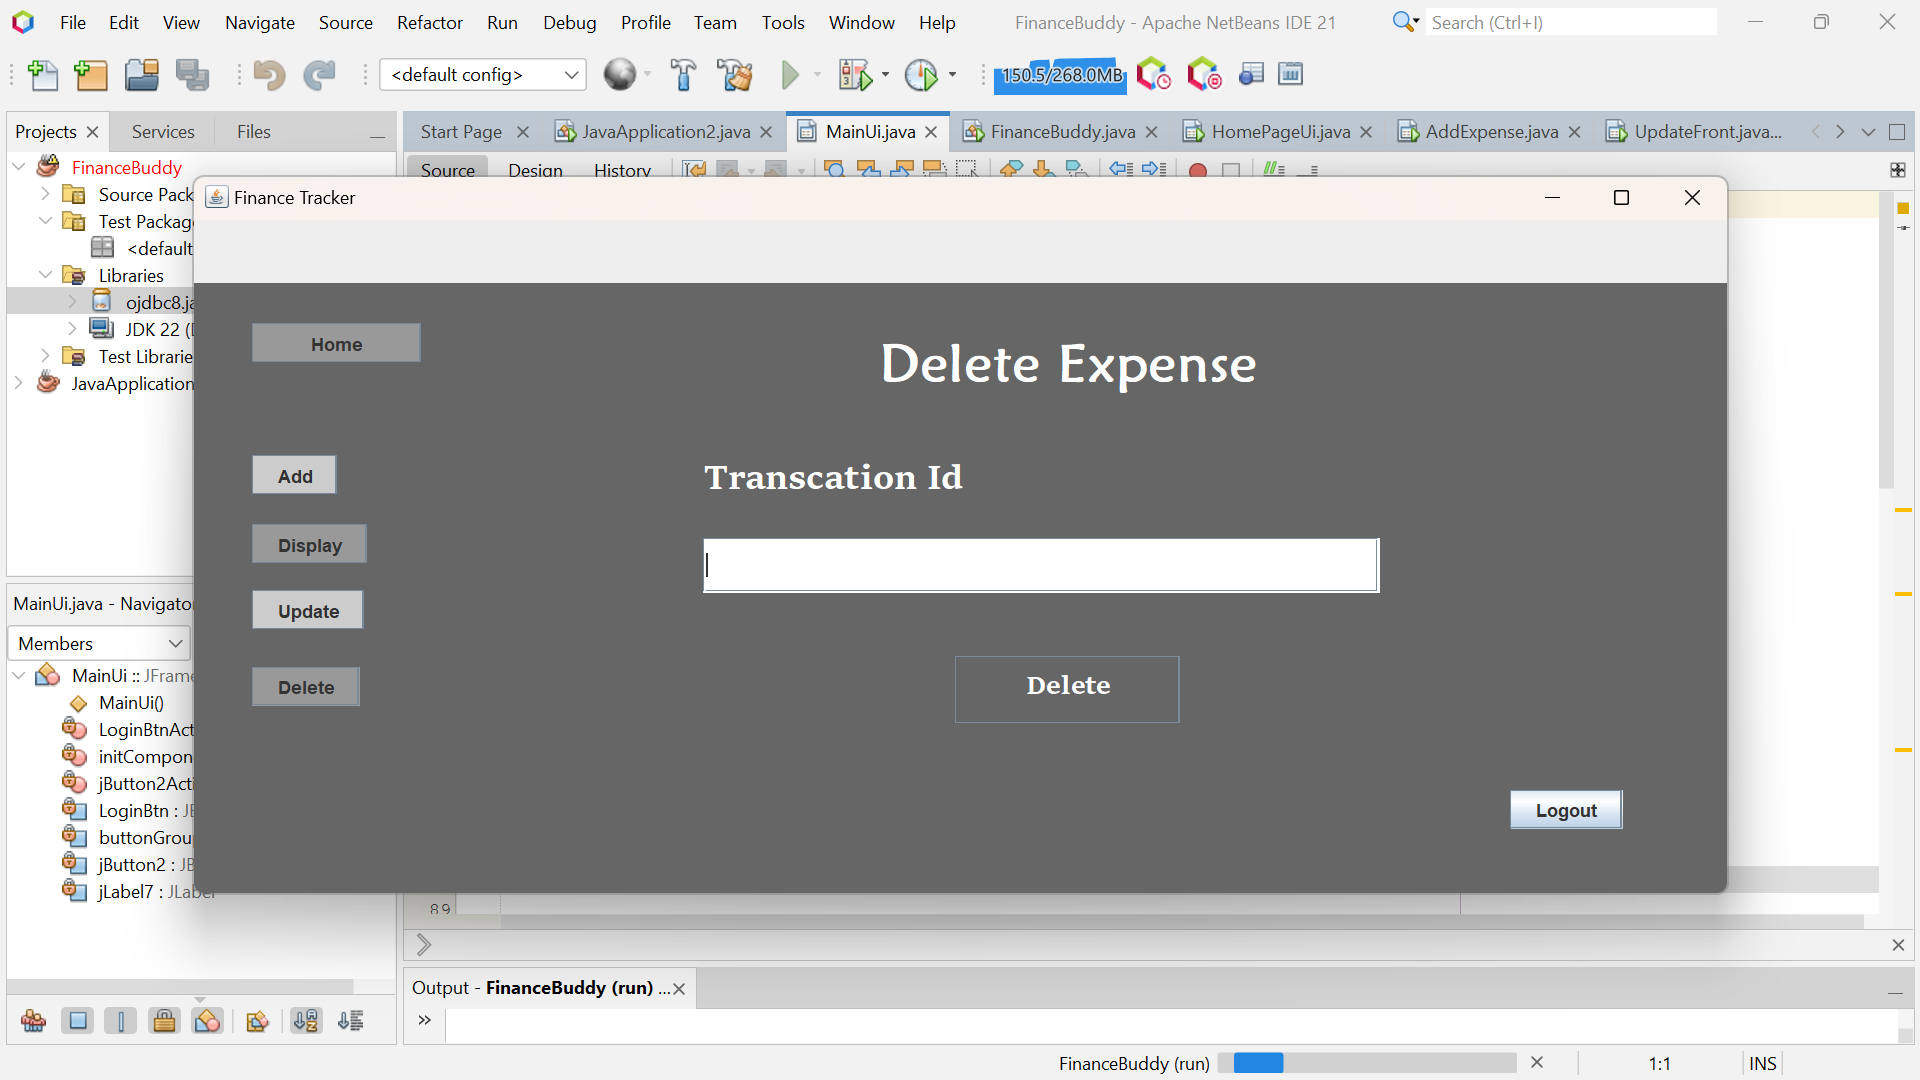 File Edit View Navigate Source Refactor Run Debug Profile Team Tools Window Help FinanceBuddy - Apache NetBeans IDE 21 Search (Ctrl+I)
<default config> 150.5/268.0MB
Projects Services Files Start Page JavaApplication2.java MainUi.java FinanceBuddy.java HomePageUi.java AddExpense.java UpdateFront.java...
Source Design History
FinanceBuddy
Source Pack
Test Packag
<default
Libraries
ojdbc8.ja
JDK 22 (
Test Librarie
JavaApplication
Finance Tracker
Home
Delete Expense
Add
Transcation Id
Display
Update
Delete
Delete
Logout
MainUi.java - Navigato
Members
MainUi :: JFrame
MainUi()
LoginBtnAct
initCompon
jButton2Acti
LoginBtn : JB
buttonGrou
jButton2 : JB
jLabel7 : JLabel
89
Output - FinanceBuddy (run) ...
FinanceBuddy (run) 1:1 INS